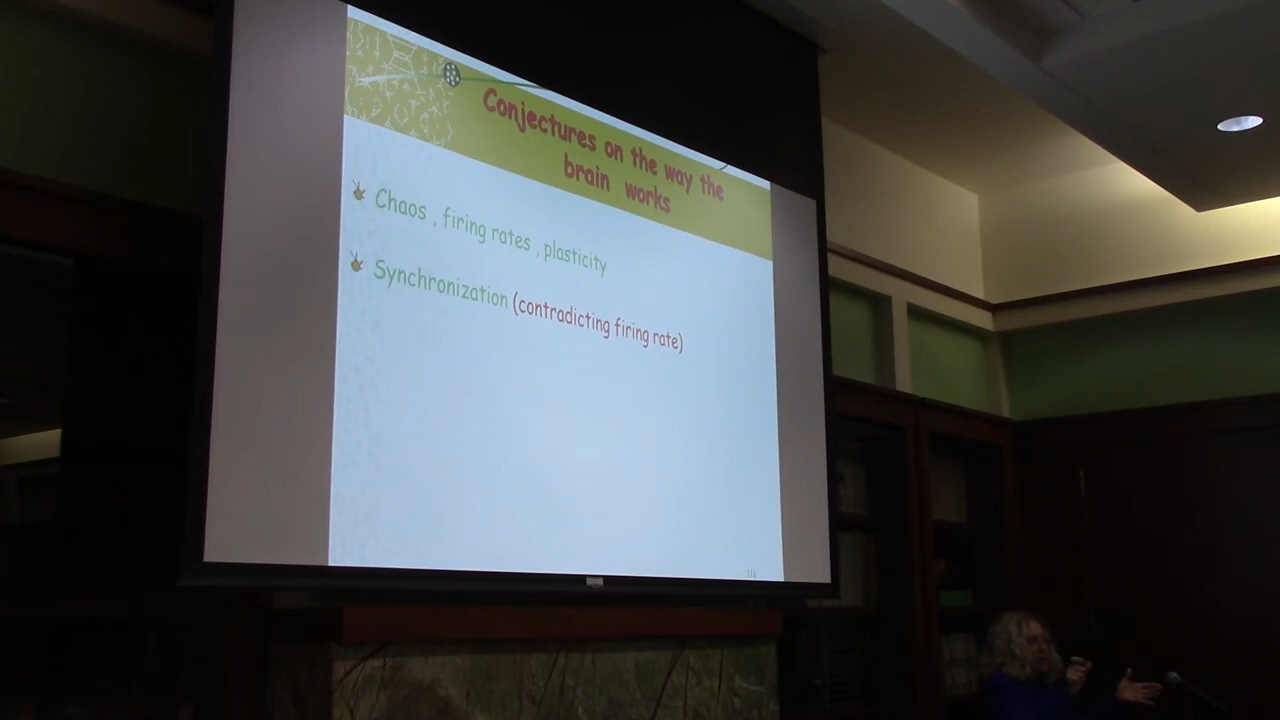 Conjectures on the way the
brain works
Chaos , firing rates , plasticity
Synchronization (contradicting firing rate)